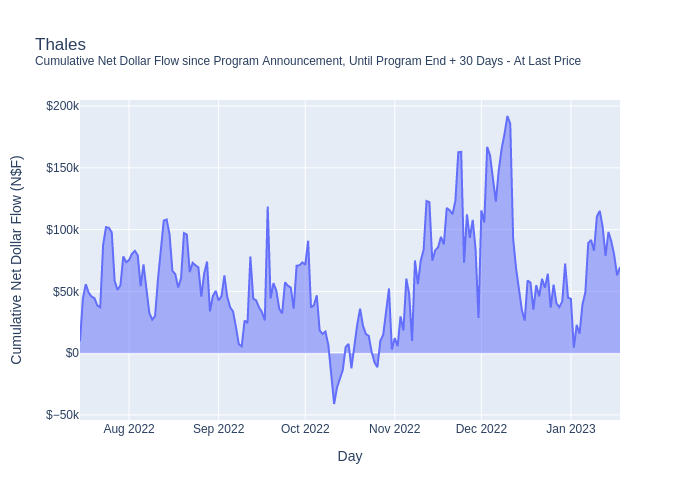 Thales
Cumulative Net Dollar Flow since Program Announcement, Until Program End + 30 Days - At Last Price
$200k
$150k
$100k
$50k
$0
$−50k
Cumulative Net Dollar Flow (N$F)
Aug 2022
Sep 2022
Oct 2022
Nov 2022
Dec 2022
Jan 2023
Day